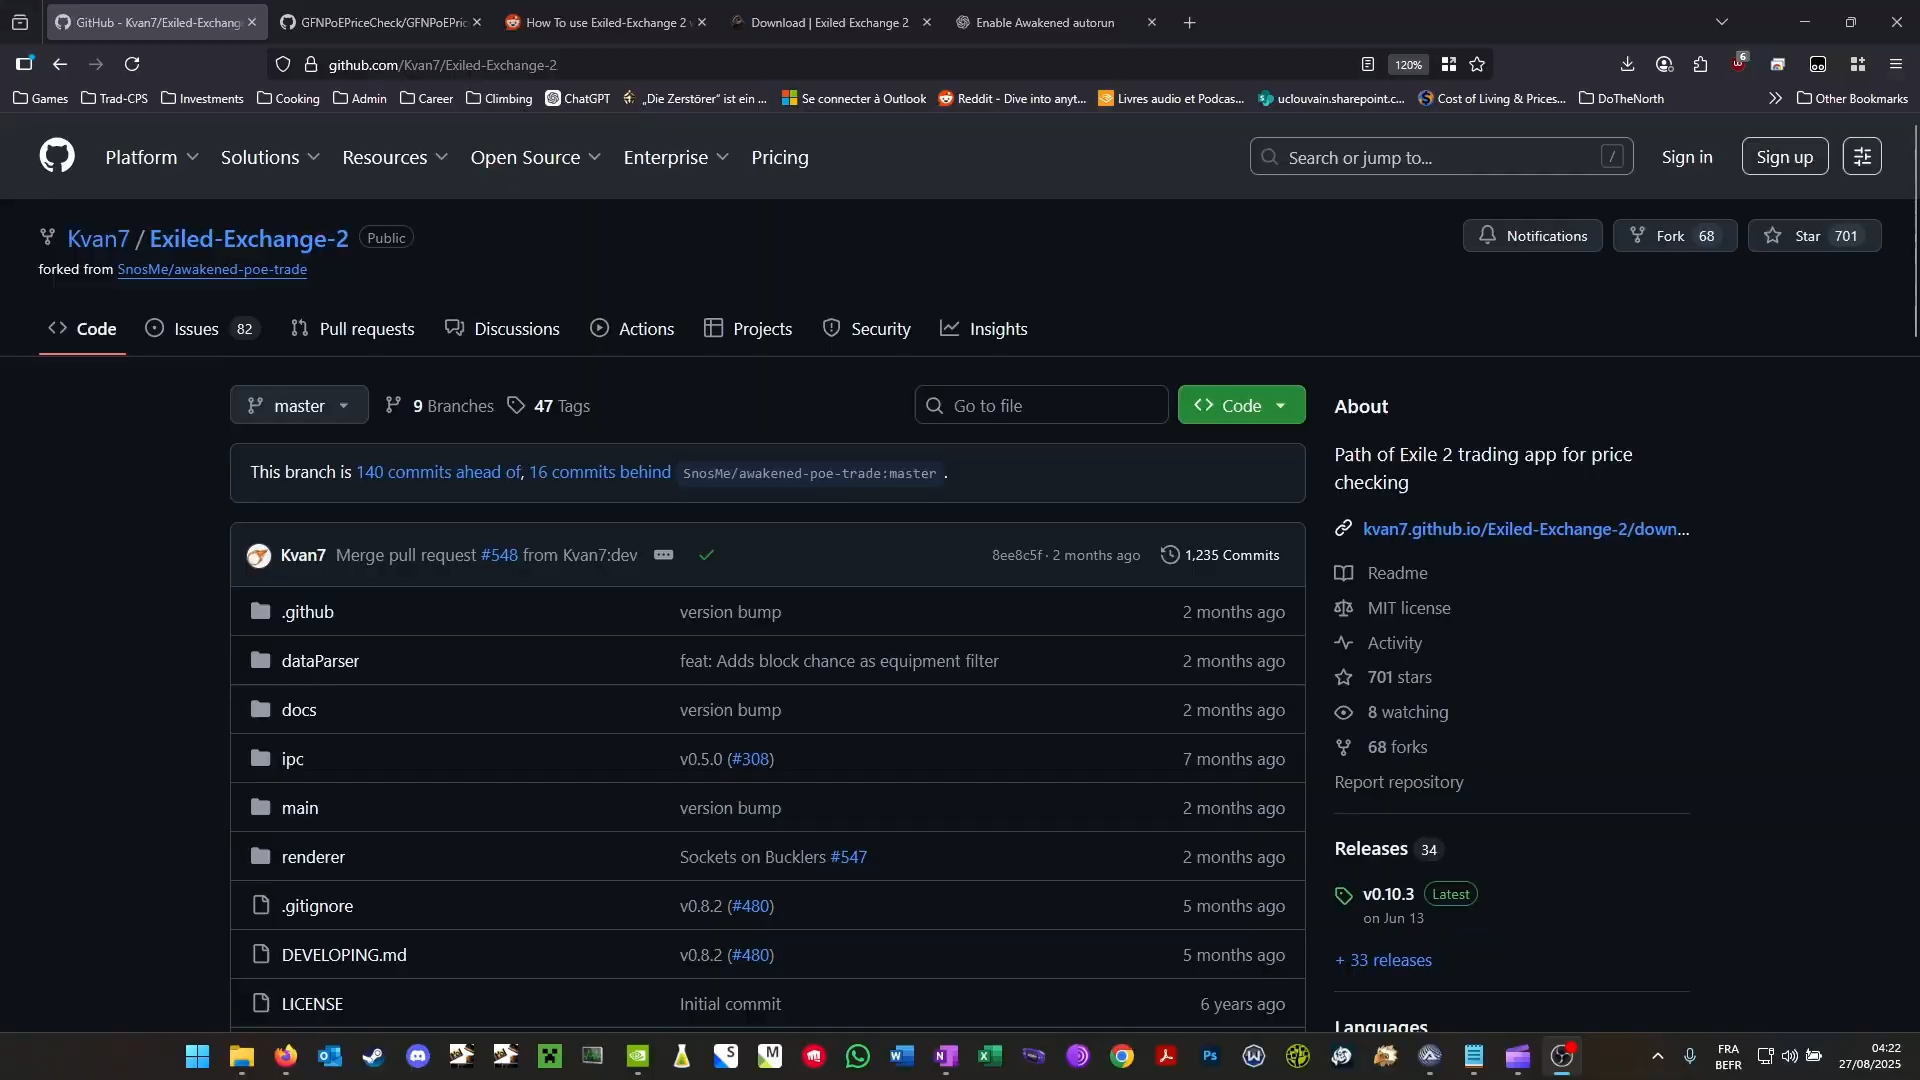 GitHub - Kvan7/Exiled-Exchang
GFNPoEPriceCheck/GFNPoEPric
How To use Exiled-Exchange 2 v
Download | Exiled Exchange 2
Enable Awakened autorun
github.com/Kvan7/Exiled-Exchange-2
120%
6
Games
Trad-CPS
Investments
Cooking
Admin
Career
Climbing
ChatGPT
„Die Zerstörer“ ist ein ...
Se connecter à Outlook
Reddit - Dive into anyt...
Livres audio et Podcas...
uclouvain.sharepoint.c...
Cost of Living & Prices...
DoTheNorth
Other Bookmarks
Platform
Solutions
Resources
Open Source
Enterprise
Pricing
Search or jump to...
/
Sign in
Sign up
Kvan7 / Exiled-Exchange-2
Public
Notifications
Fork 68
Star 701
forked from SnosMe/awakened-poe-trade
Code
Issues 82
Pull requests
Discussions
Actions
Projects
Security
Insights
master
9 Branches
47 Tags
Go to file
Code
This branch is 140 commits ahead of, 16 commits behind SnosMe/awakened-poe-trade:master .
Kvan7 Merge pull request #548 from Kvan7:dev
8ee8c5f · 2 months ago
1,235 Commits
.github
version bump
2 months ago
dataParser
feat: Adds block chance as equipment filter
2 months ago
docs
version bump
2 months ago
ipc
v0.5.0 (#308)
7 months ago
main
version bump
2 months ago
renderer
Sockets on Bucklers #547
2 months ago
.gitignore
v0.8.2 (#480)
5 months ago
DEVELOPING.md
v0.8.2 (#480)
5 months ago
LICENSE
Initial commit
6 years ago
About
Path of Exile 2 trading app for price
checking
kvan7.github.io/Exiled-Exchange-2/down...
Readme
MIT license
Activity
701 stars
8 watching
68 forks
Report repository
Releases 34
v0.10.3 Latest
on Jun 13
+ 33 releases
Languages
FRA
BEFR
04:22
27/08/2025